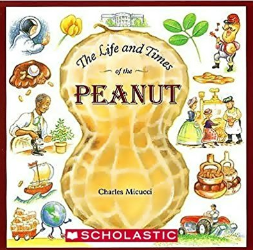 The Life and Times
of the
PEANUT
Charles Micucci
SCHOLASTIC